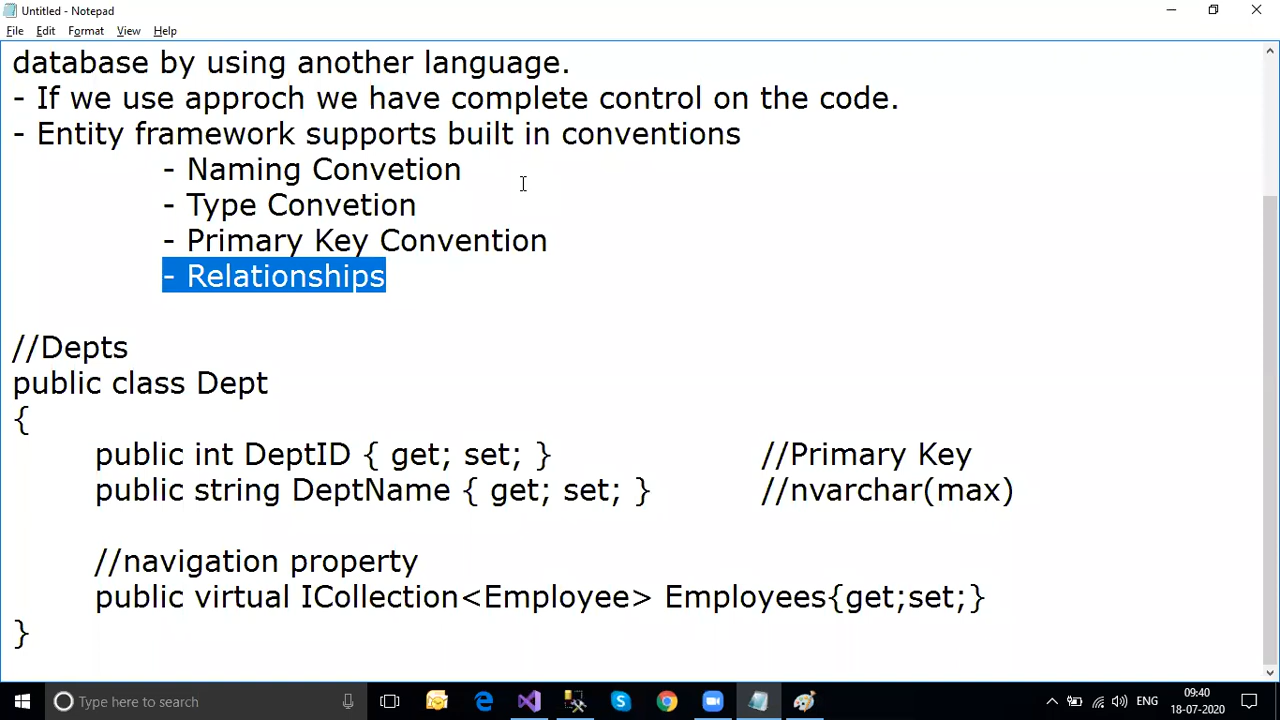 Untitled - Notepad
File Edit Format View Help
database by using another language.
- If we use approch we have complete control on the code.
- Entity framework supports built in conventions
- Naming Convetion
- Type Convetion
- Primary Key Convention
- Relationships
//Depts
public class Dept
{
public int DeptID { get; set; } //Primary Key
public string DeptName { get; set; } //nvarchar(max)
//navigation property
public virtual ICollection<Employee> Employees{get;set;}
}
Type here to search
ENG
09:40
18-07-2020